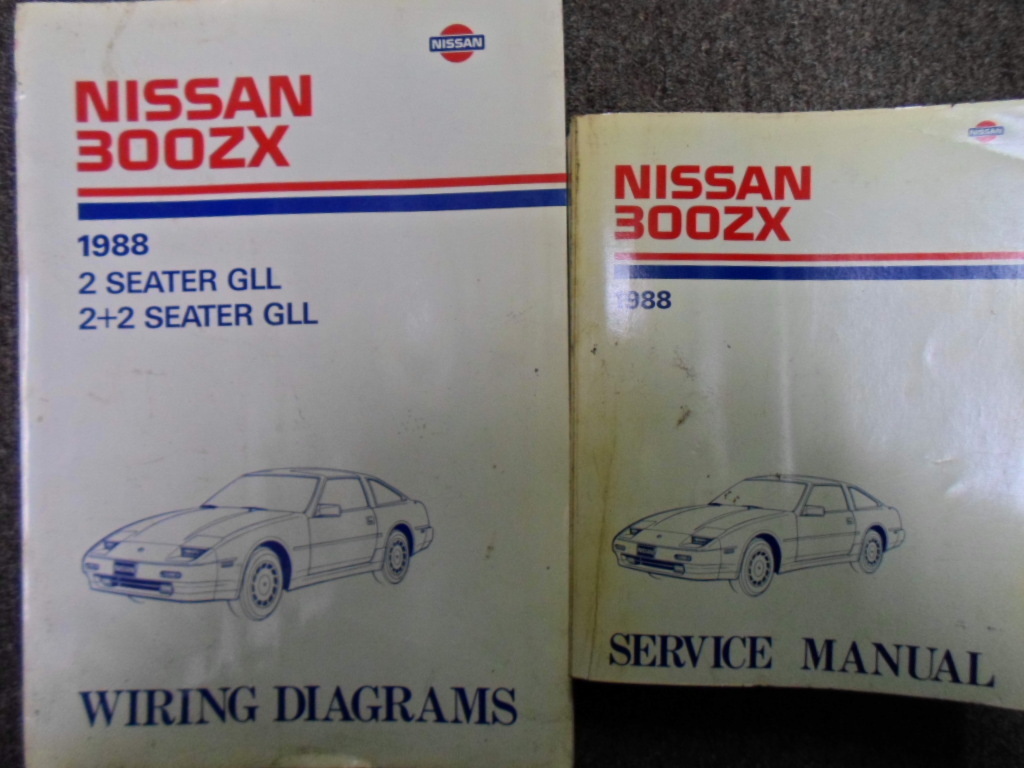 NISSAN
NISSAN
300ZX
1988
2 SEATER GLL
2+2 SEATER GLL
WIRING DIAGRAMS
NISSAN
NISSAN
300ZX
1988
SERVICE MANUAL